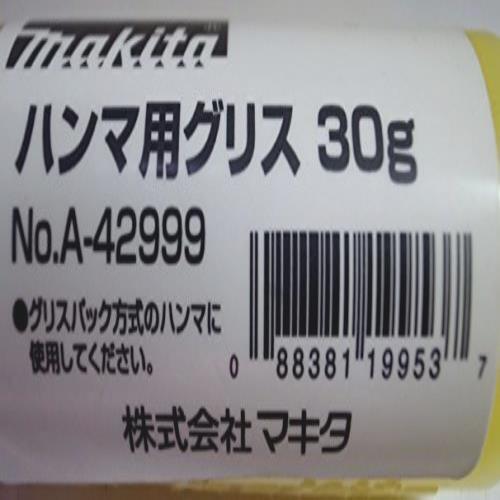 makita
ハンマ用グリス 30g
No.A-42999
●グリスパック方式のハンマに
使用してください。
0 88381 19953 7
株式会社マキタ